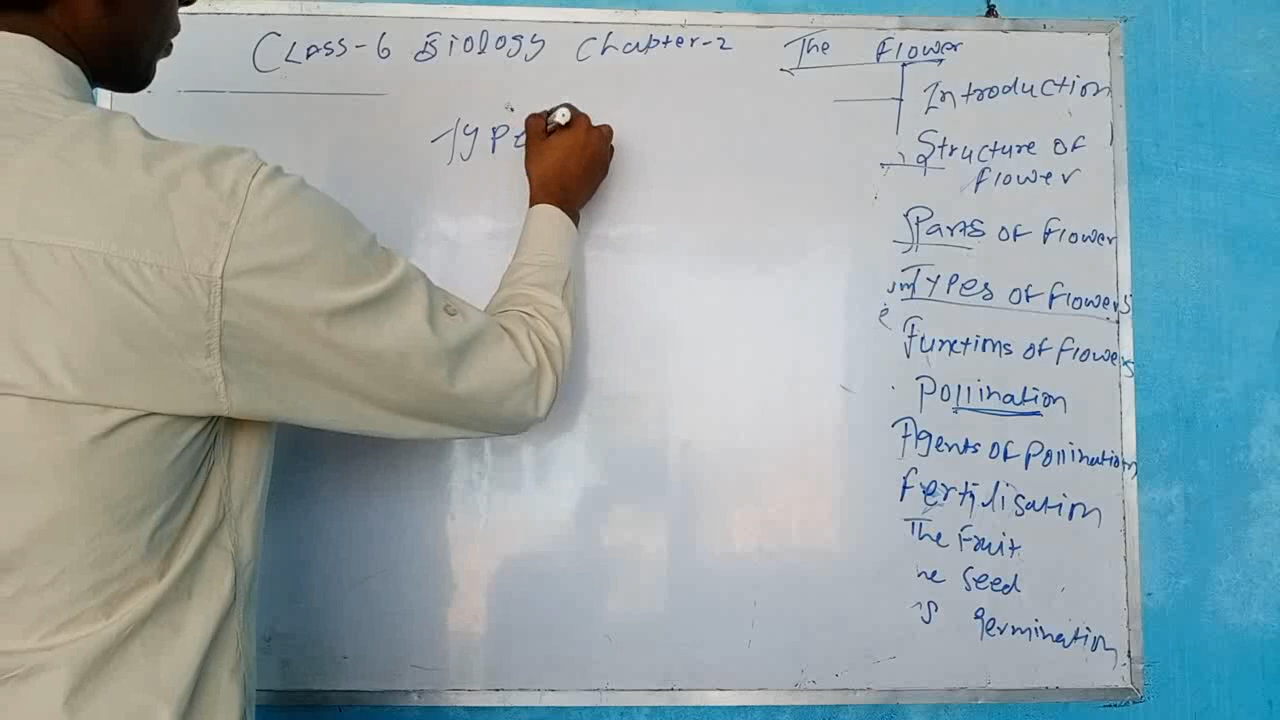 CLASS-6 Biology Chapter-2 The Flower
Type
Introduction
Structure of
flower
Parts of flower
Types of flowers
Functions of flowers
Pollination
Agents of pollination
Fertilisation
The Fruit
he Seed
germination